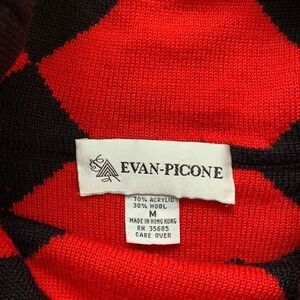 EVAN-PICONE
70% ACRYLIC
30% WOOL
M
MADE IN HONG KONG
RN 35685
CARE OVER